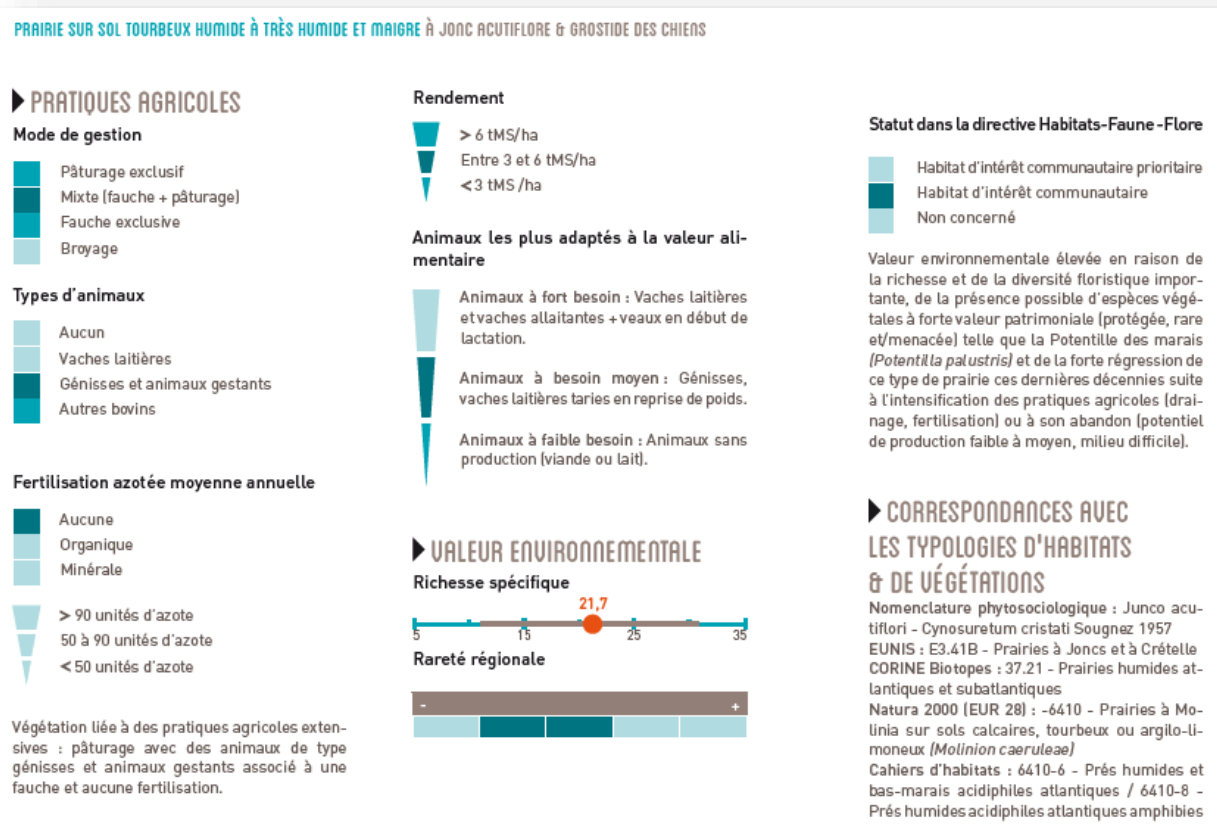 PRAIRIE SUR SOL TOURBEUX HUMIDE À TRÈS HUMIDE ET MAIGRE À JONC ACUTIFLORE & GROSTIDE DES CHIENS
PRATIQUES AGRICOLES
Mode de gestion
Pâturage exclusif
Mixte (fauche + pâturage)
Fauche exclusive
Broyage
Types d'animaux
Aucun
Vaches laitières
Génisses et animaux gestants
Autres bovins
Fertilisation azotée moyenne annuelle
Aucune
Organique
Minérale
> 90 unités d'azote
50 à 90 unités d'azote
< 50 unités d'azote
Végétation liée à des pratiques agricoles exten-
sives : pâturage avec des animaux de type
génisses et animaux gestants associé à une
fauche et aucune fertilisation.
Rendement
> 6 tMS/ha
Entre 3 et 6 tMS/ha
< 3 tMS /ha
Animaux les plus adaptés à la valeur ali-
mentaire
Animaux à fort besoin : Vaches laitières
et vaches allaitantes + veaux en début de
lactation.
Animaux à besoin moyen : Génisses,
vaches laitières taries en reprise de poids.
Animaux à faible besoin : Animaux sans
production (viande ou lait).
VALEUR ENVIRONNEMENTALE
Richesse spécifique
21,7
5 15 25 35
Rareté régionale
- +
Statut dans la directive Habitats-Faune -Flore
Habitat d'intérêt communautaire prioritaire
Habitat d'intérêt communautaire
Non concerné
Valeur environnementale élevée en raison de
la richesse et de la diversité floristique impor-
tante, de la présence possible d'espèces végé-
tales à forte valeur patrimoniale (protégée, rare
et/menacée) telle que la Potentille des marais
(Potentilla palustris) et de la forte régression de
ce type de prairie ces dernières décennies suite
à l'intensification des pratiques agricoles (drai-
nage, fertilisation) ou à son abandon (potentiel
de production faible à moyen, milieu difficile).
CORRESPONDANCES AVEC
LES TYPOLOGIES D'HABITATS
& DE VÉGÉTATIONS
Nomenclature phytosociologique : Junco acu-
tiflori - Cynosuretum cristati Sougnez 1957
EUNIS : E3.41B - Prairies à Joncs et à Crételle
CORINE Biotopes : 37.21 - Prairies humides at-
lantiques et subatlantiques
Natura 2000 (EUR 28) : -6410 - Prairies à Mo-
linia sur sols calcaires, tourbeux ou argilo-li-
moneux (Molinion caeruleae)
Cahiers d'habitats : 6410-6 - Prés humides et
bas-marais acidiphiles atlantiques / 6410-8 -
Prés humides acidiphiles atlantiques amphibies